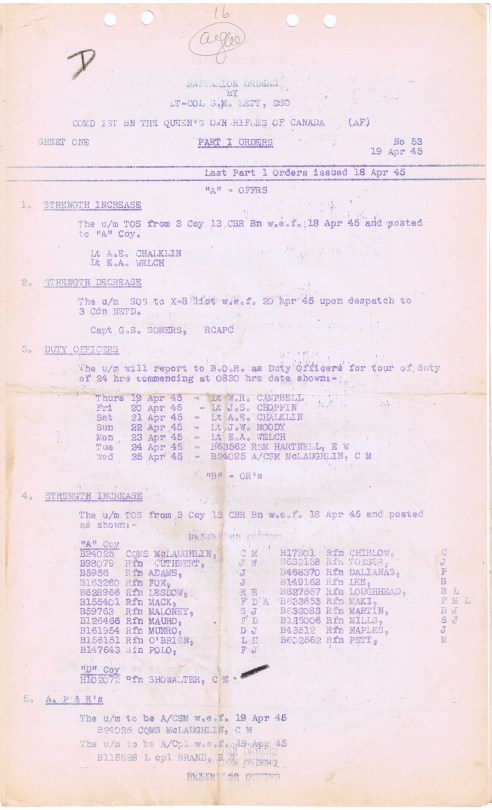 16
D
BATTALION ORDERS
BY
LT-COL S.M. LETT, DSO
COMD 1ST BN THE QUEEN'S OWN RIFLES OF CANADA (AF)
SHEET ONE PART I ORDERS No 53
19 Apr 45
Last Part 1 Orders issued 18 Apr 45
"A" - OFFRS
1. STRENGTH INCREASE
The u/m TOS from 3 Coy 13 CBR Bn w.e.f. 18 Apr 45 and posted
to "A" Coy.
Lt A.E. CHALKLIN
Lt E.A. WELCH
2. STRENGTH DECREASE
The u/m SOS to X-8 list w.e.f. 20 Apr 45 upon despatch to
3 Cdn NETD.
Capt G.B. SOMERS, RCAPC
3. DUTY OFFICERS
The u/m will report to B.O.R. as Duty Officers for tour of duty
of 24 hrs commencing at 0830 hrs date shown:-
Thurs 19 Apr 45 - Lt W.R. CAMPBELL
Fri 20 Apr 45 - Lt J.S. CHOPPIN
Sat 21 Apr 45 - Lt A.E. CHALKLIN
Sun 22 Apr 45 - Lt J.W. MOODY
Mon 23 Apr 45 - Lt E.A. WELCH
Tue 24 Apr 45 - B63562 RSM HARTNELL, E W
Wed 25 Apr 45 - B24025 A/CSM McLAUGHLIN, C M
"B" - OR's
4. STRENGTH INCREASE
The u/m TOS from 3 Coy 13 CBR Bn w.e.f. 18 Apr 45 and posted
as shown:-
"A" Coy
B24025 CQMS McLAUGHLIN, C M B17301 Rfn CHIBLOW, C
B98079 Rfn CUTHBERT, J W Rfn J
Rfn ADAMS, J B468370 Rfn DALIANAS, P
B163260 Rfn FOX, J B149162 Rfn LEE, B
B628966 Rfn LESLOW, R E B627557 Rfn LOUGHEAD, B L
B155401 Rfn MACK, F D A Rfn MAKI, F M L
B59763 Rfn MALONEY, S J B632083 Rfn MARTIN, D J
B126466 Rfn MAURO, F D B135006 Rfn MILLS, S J
B161954 Rfn MUNRO, D J B43512 Rfn MAPLES, J
B156151 Rfn O'BRIEN, L E B602562 Rfn PETT, M
B147643 Rfn POLO, F J
"D" Coy
H102072 Rfn SHOWALTER, C E -
5. A, P & R's
The u/m to be A/CSM w.e.f. 19 Apr 45
B24025 CQMS McLAUGHLIN, C M
The u/m to be A/Cpl w.e.f. 18 Apr 45
B118628 L cpl BRAND,